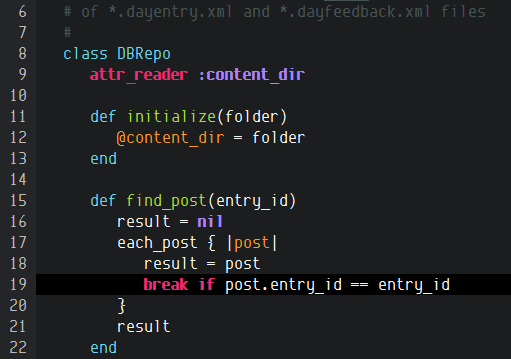 6 # of *.dayentry.xml and *.dayfeedback.xml files
7 #
8 class DBRepo
9 attr_reader :content_dir
10
11 def initialize(folder)
12 @content_dir = folder
13 end
14
15 def find_post(entry_id)
16 result = nil
17 each_post { |post|
18 result = post
19 break if post.entry_id == entry_id
20 }
21 result
22 end